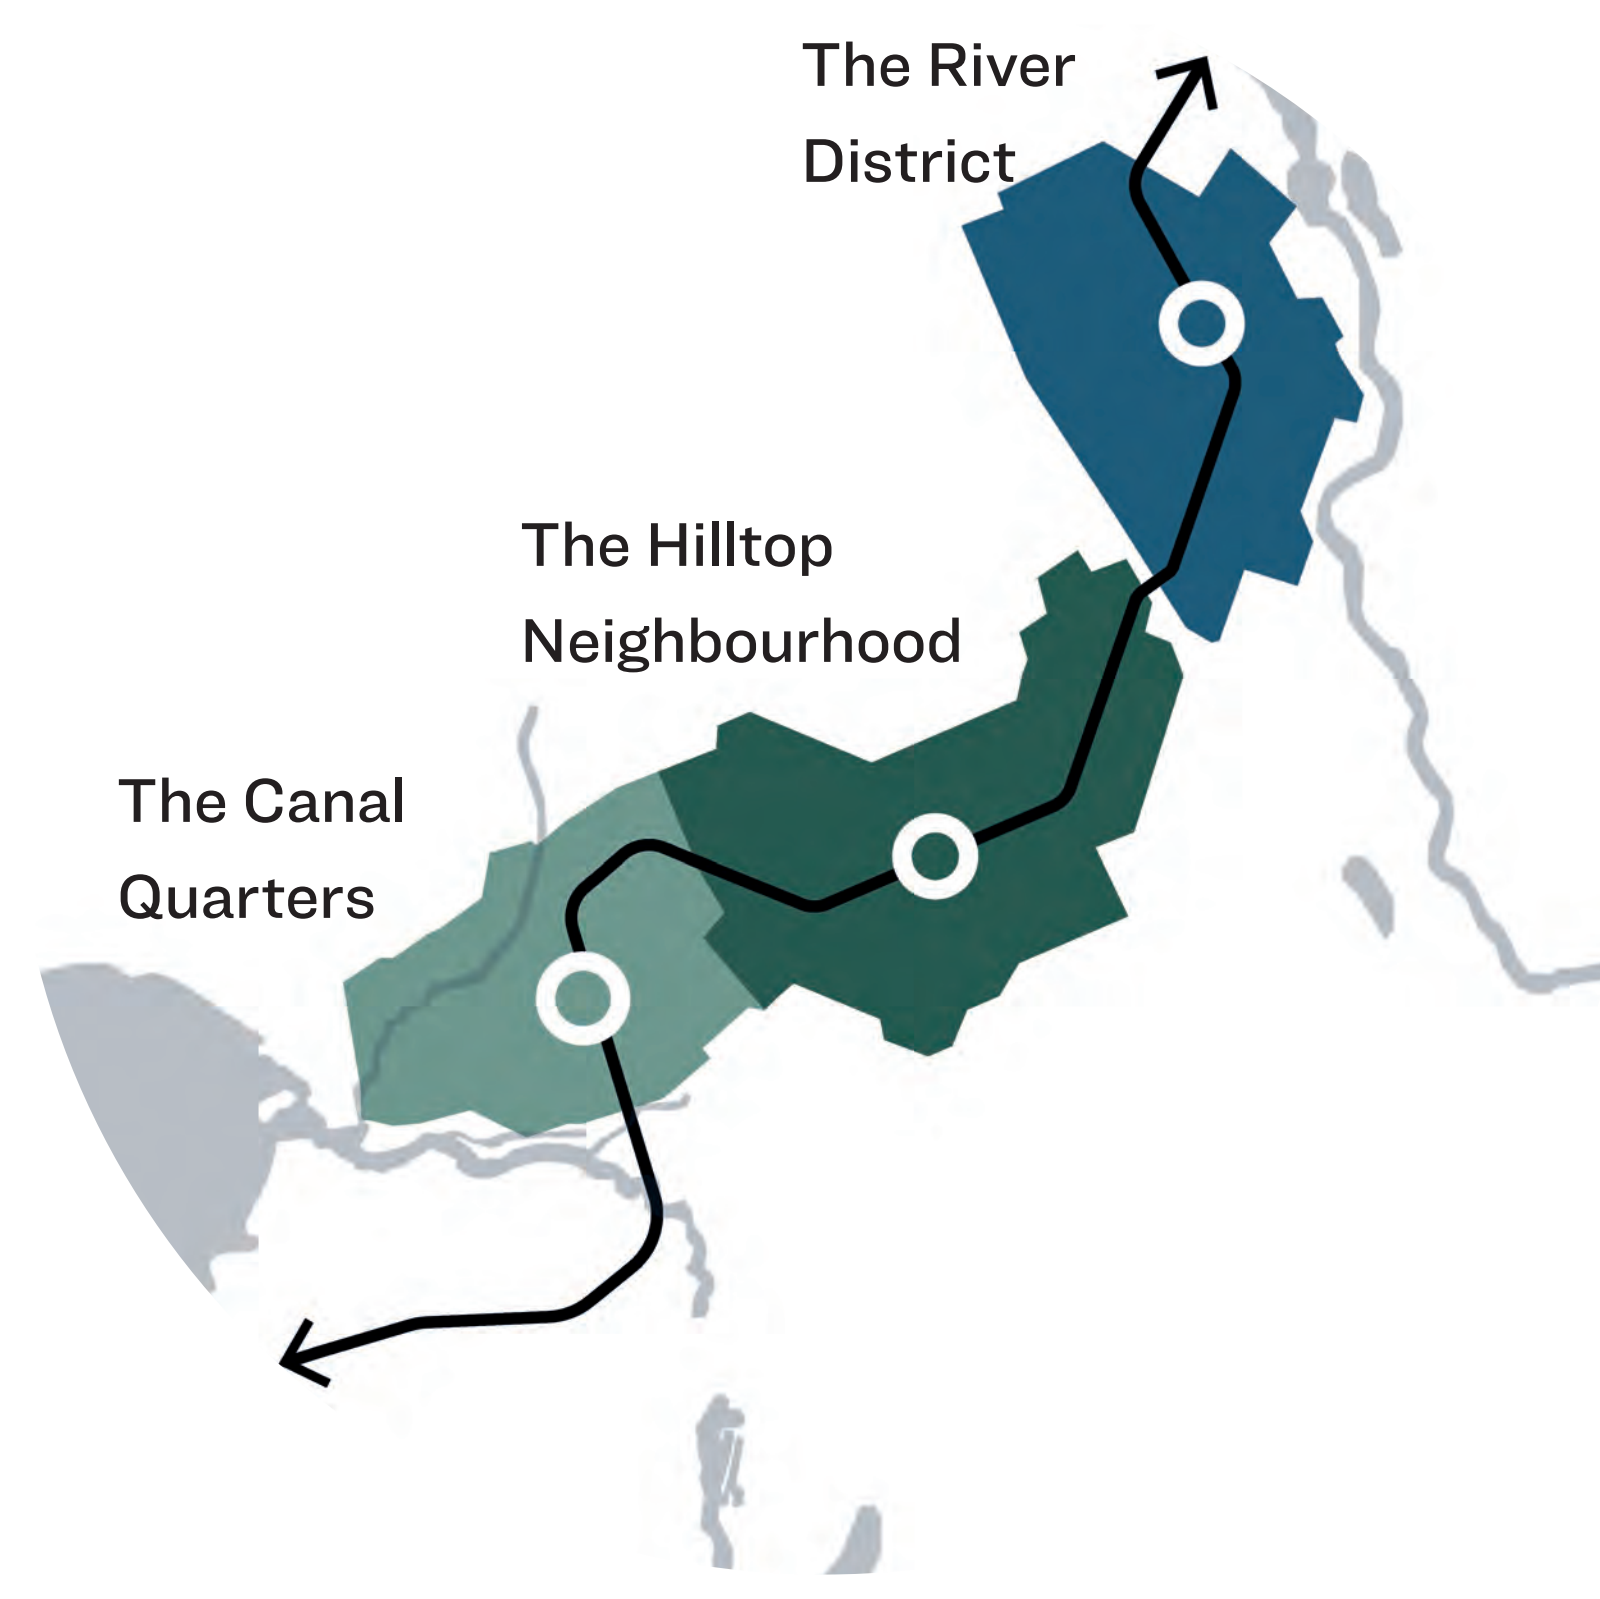 The River
District
The Hilltop
Neighbourhood
The Canal
Quarters